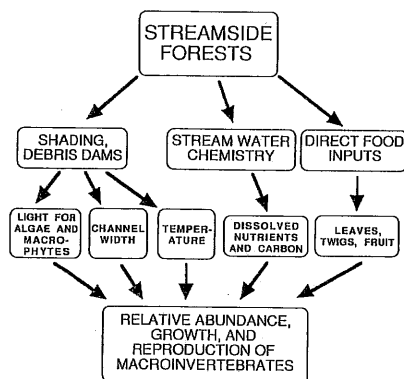 STREAMSIDE
FORESTS
SHADING,
DEBRIS DAMS
STREAM WATER
CHEMISTRY
DIRECT FOOD
INPUTS
LIGHT FOR
ALGAE AND
MACRO-
PHYTES
CHANNEL
WIDTH
TEMPER-
ATURE
DISSOLVED
NUTRIENTS
AND CARBON
LEAVES,
TWIGS, FRUIT
RELATIVE ABUNDANCE,
GROWTH, AND
REPRODUCTION OF
MACROINVERTEBRATES